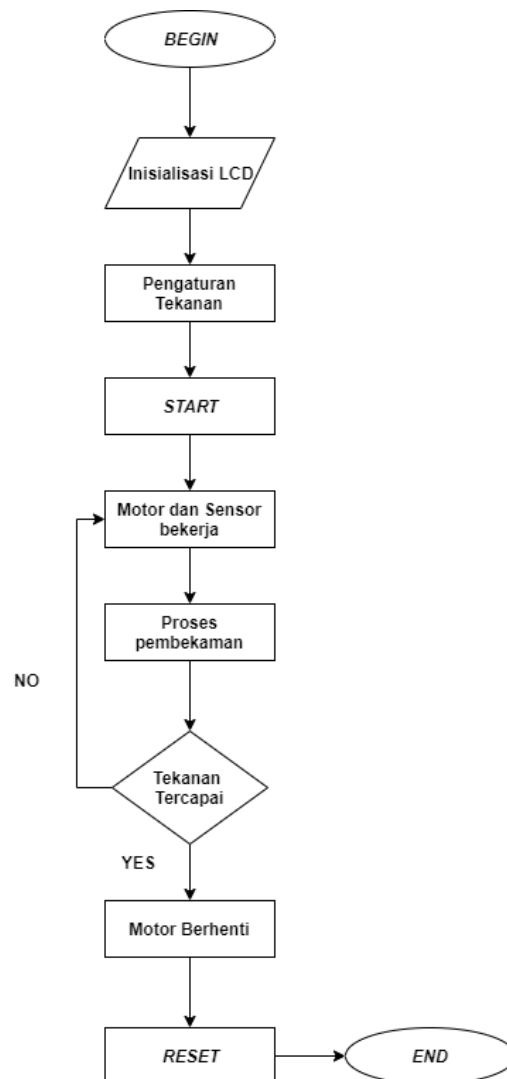 BEGIN
Inisialisasi LCD
Pengaturan
Tekanan
START
Motor dan Sensor
bekerja
Proses
pembekaman
NO
Tekanan
Tercapai
YES
Motor Berhenti
RESET
END